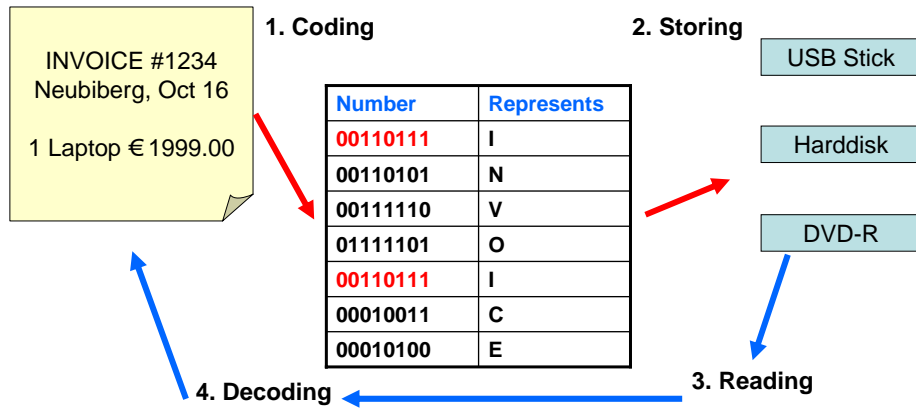 1. Coding
2. Storing
INVOICE #1234
Neubiberg, Oct 16
1 Laptop € 1999.00
Number Represents
00110111 I
00110101 N
00111110 V
01111101 O
00110111 I
00010011 C
00010100 E
USB Stick
Harddisk
DVD-R
3. Reading
4. Decoding